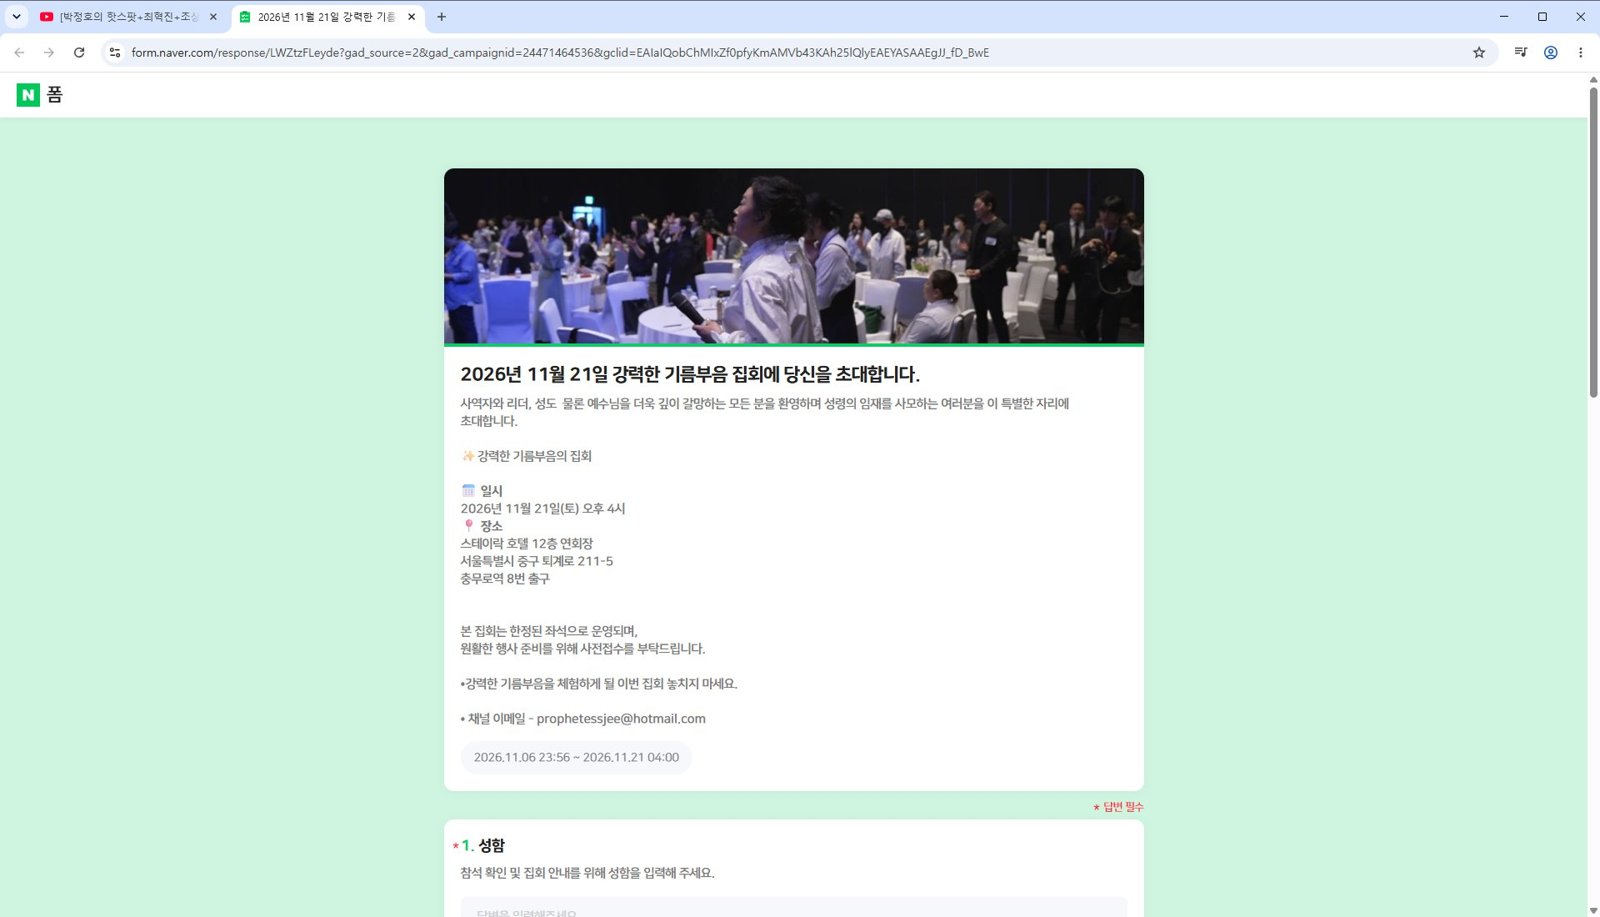 [박정호의 핫스팟+최혁진+조상
2026년 11월 21일 강력한 기름
form.naver.com/response/LWZtzFLeyde?gad_source=2&gad_campaignid=24471464536&gclid=EAIaIQobChMIxZf0pfyKmAMVb43KAh25lQlyEAEYASAAEgJJ_fD_BwE
N 폼
2026년 11월 21일 강력한 기름부음 집회에 당신을 초대합니다.
사역자와 리더, 성도 물론 예수님을 더욱 깊이 갈망하는 모든 분을 환영하며 성령의 임재를 사모하는 여러분을 이 특별한 자리에
초대합니다.
✨ 강력한 기름부음의 집회
🗓️ 일시
2026년 11월 21일(토) 오후 4시
📍 장소
스테이락 호텔 12층 연회장
서울특별시 중구 퇴계로 211-5
충무로역 8번 출구
본 집회는 한정된 좌석으로 운영되며,
원활한 행사 준비를 위해 사전접수를 부탁드립니다.
•강력한 기름부음을 체험하게 될 이번 집회 놓치지 마세요.
• 채널 이메일 - prophetessjee@hotmail.com
2026.11.06 23:56 ~ 2026.11.21 04:00
* 답변 필수
* 1. 성함
참석 확인 및 집회 안내를 위해 성함을 입력해 주세요.
답변을 입력해주세요